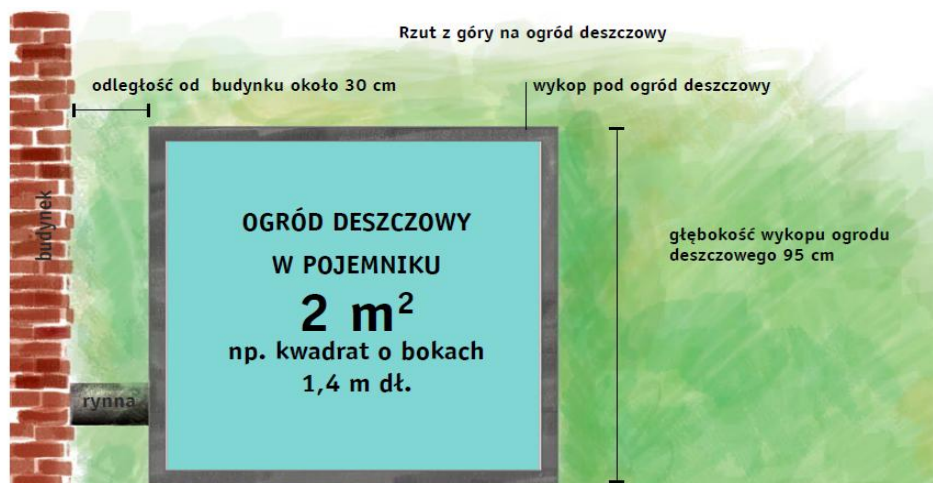 Rzut z góry na ogród deszczowy
odległość od budynku około 30 cm
wykop pod ogród deszczowy
budynek
OGRÓD DESZCZOWY
W POJEMNIKU
2 m²
np. kwadrat o bokach
1,4 m dł.
głębokość wykopu ogrodu
deszczowego 95 cm
rynna